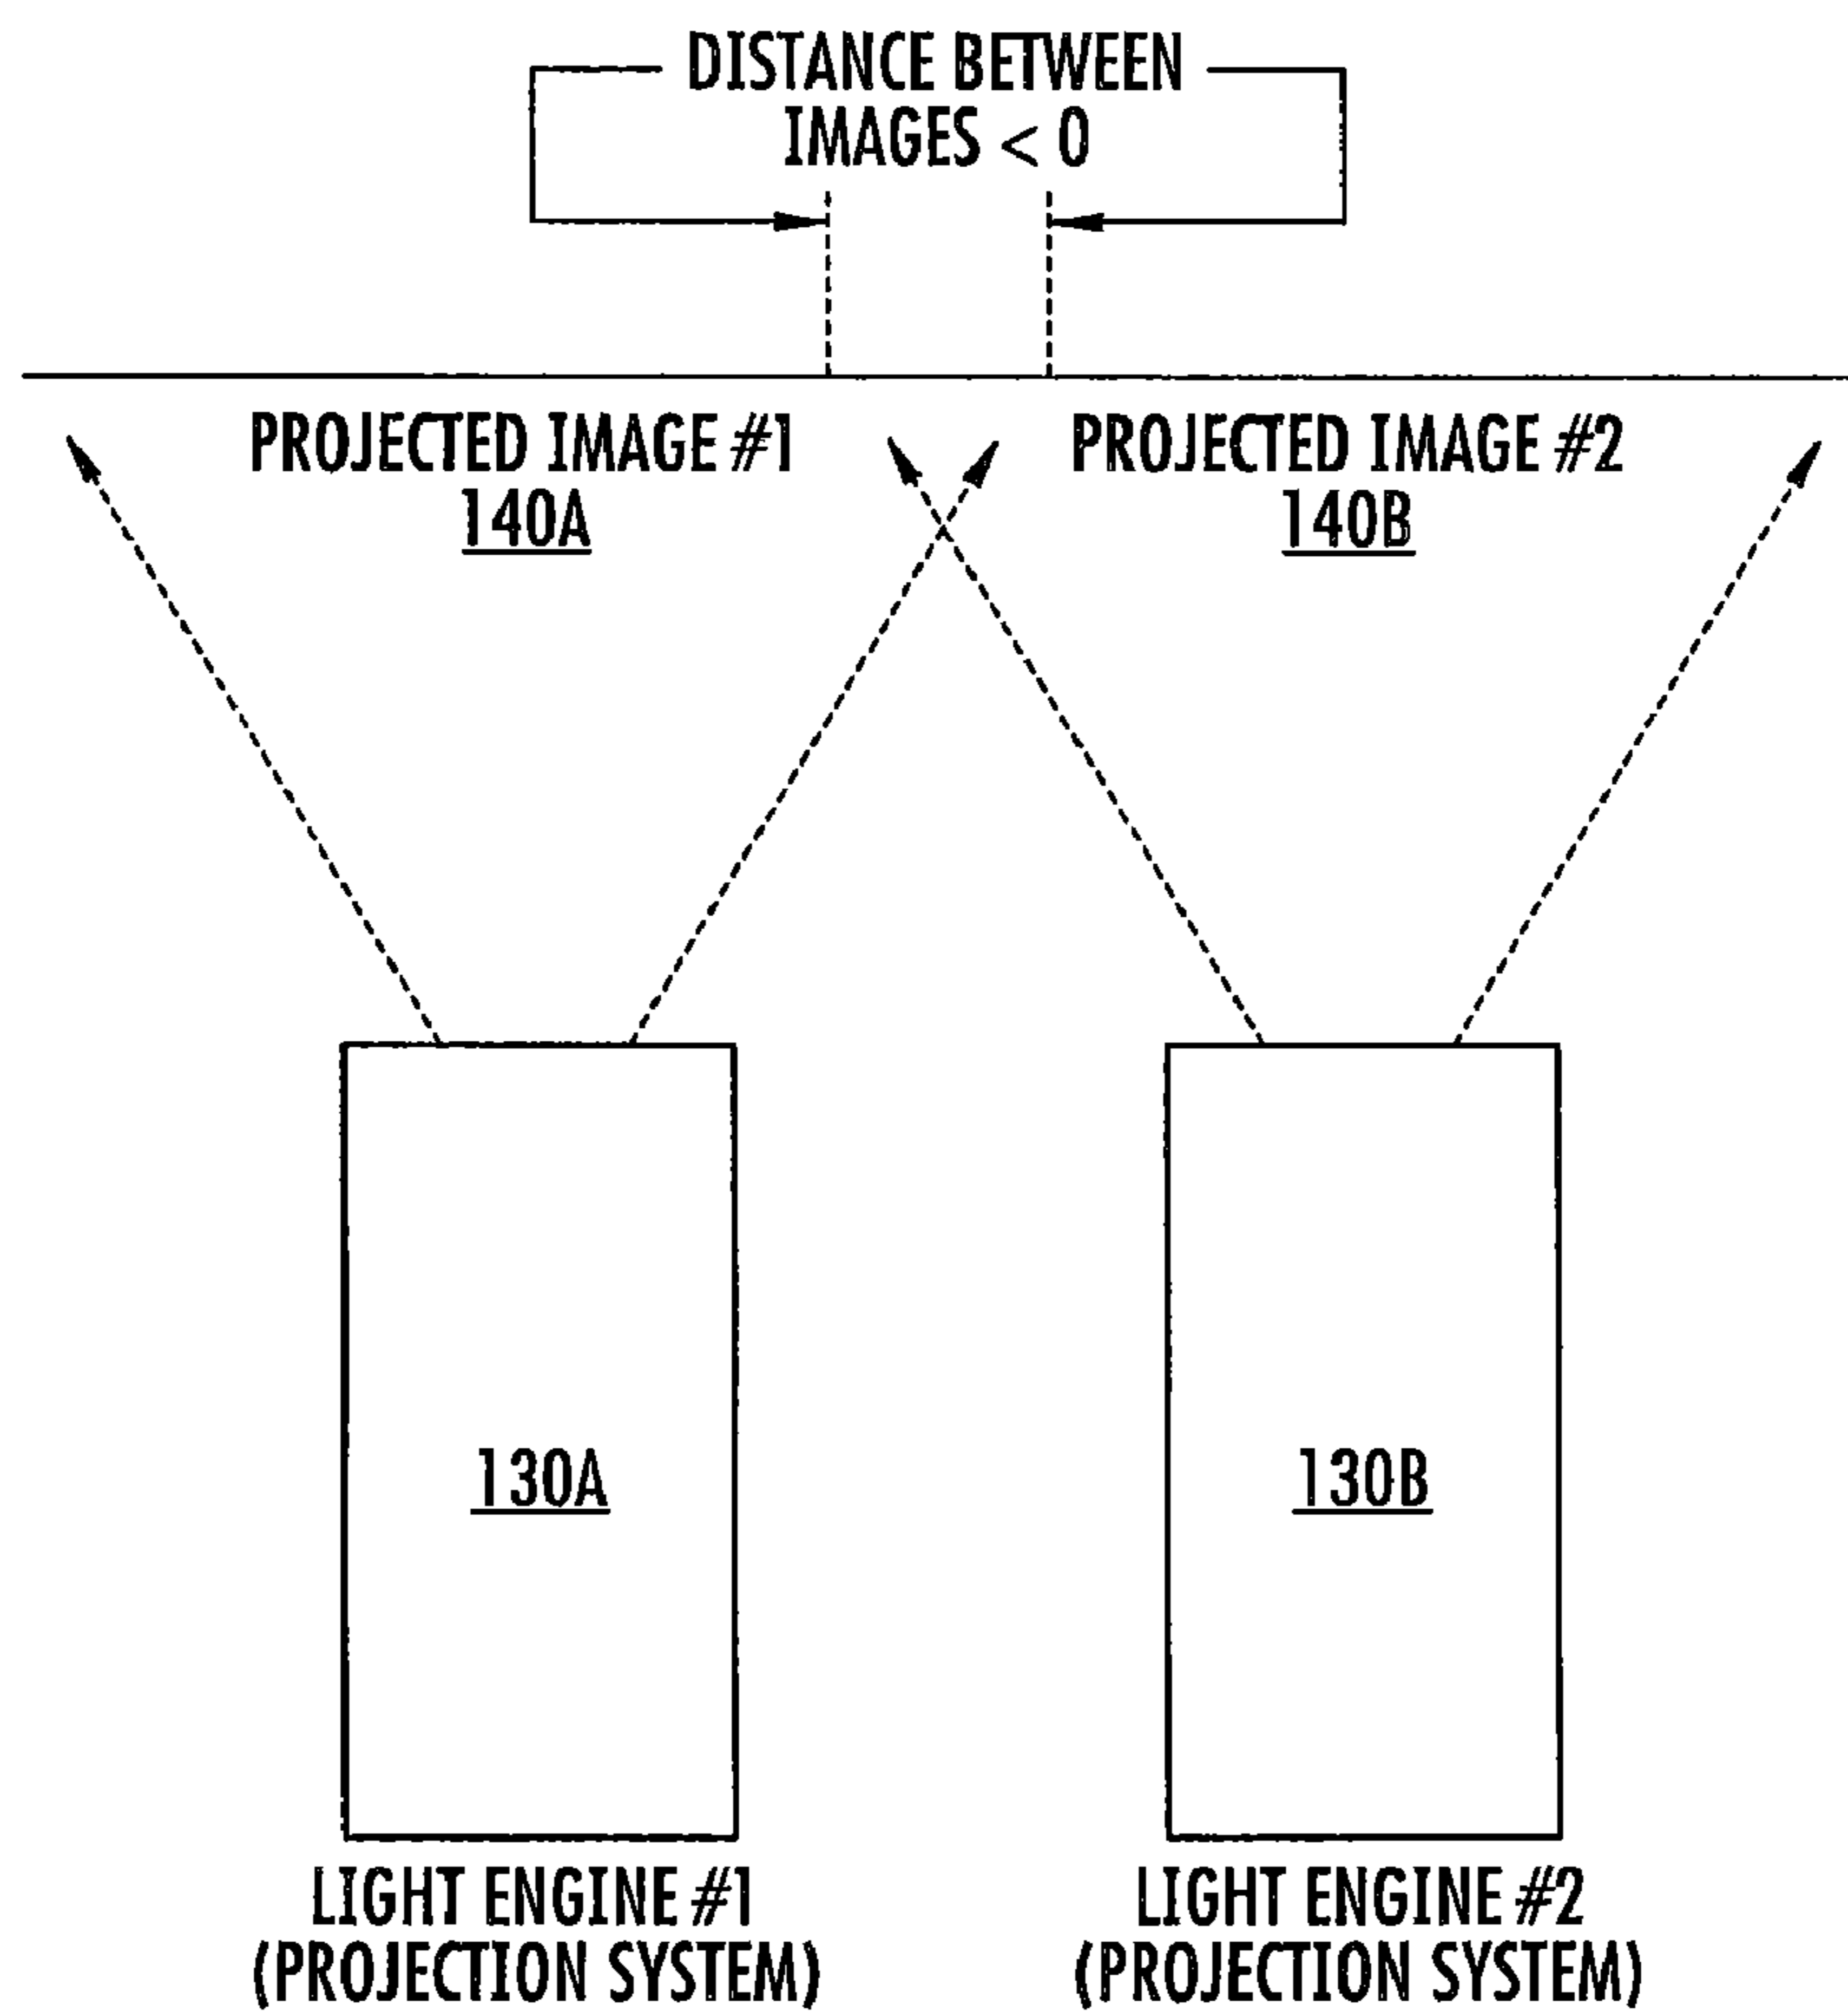 DISTANCE BETWEEN
IMAGES < 0
PROJECTED IMAGE #1
140A
PROJECTED IMAGE #2
140B
130A
130B
LIGHT ENGINE #1
(PROJECTION SYSTEM)
LIGHT ENGINE #2
(PROJECTION SYSTEM)